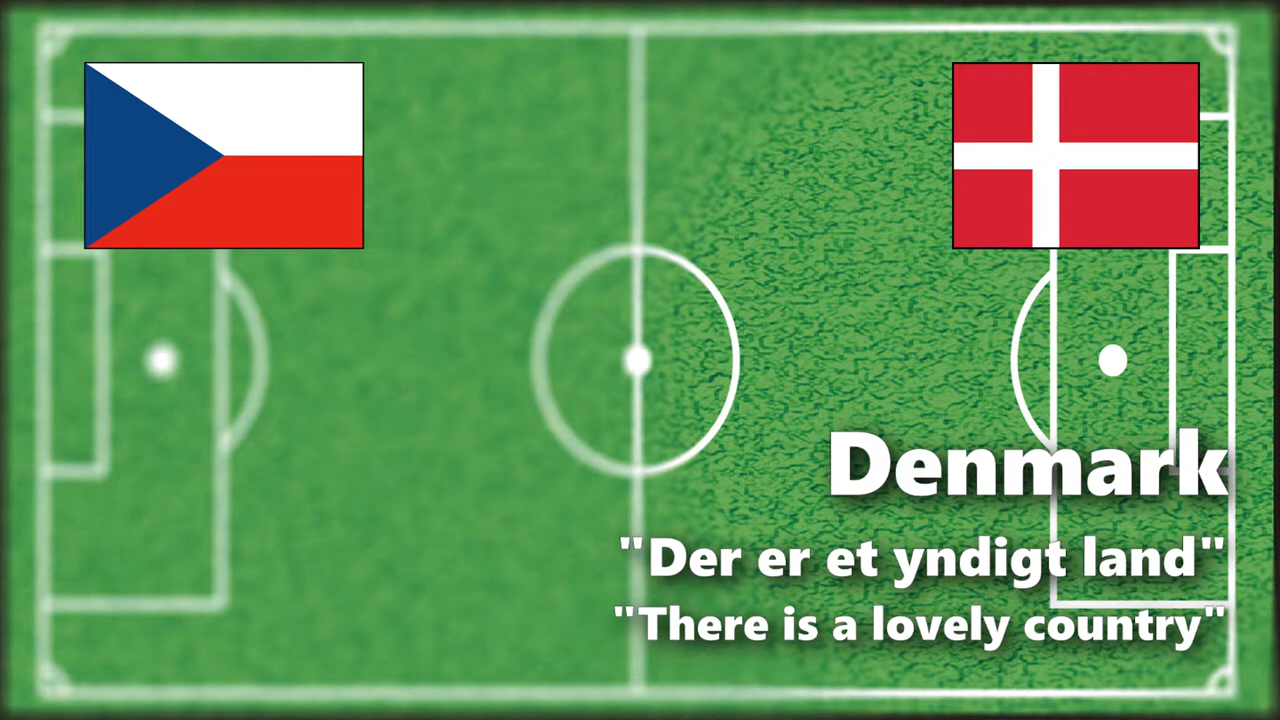 Denmark
"Der er et yndigt land"
"There is a lovely country"